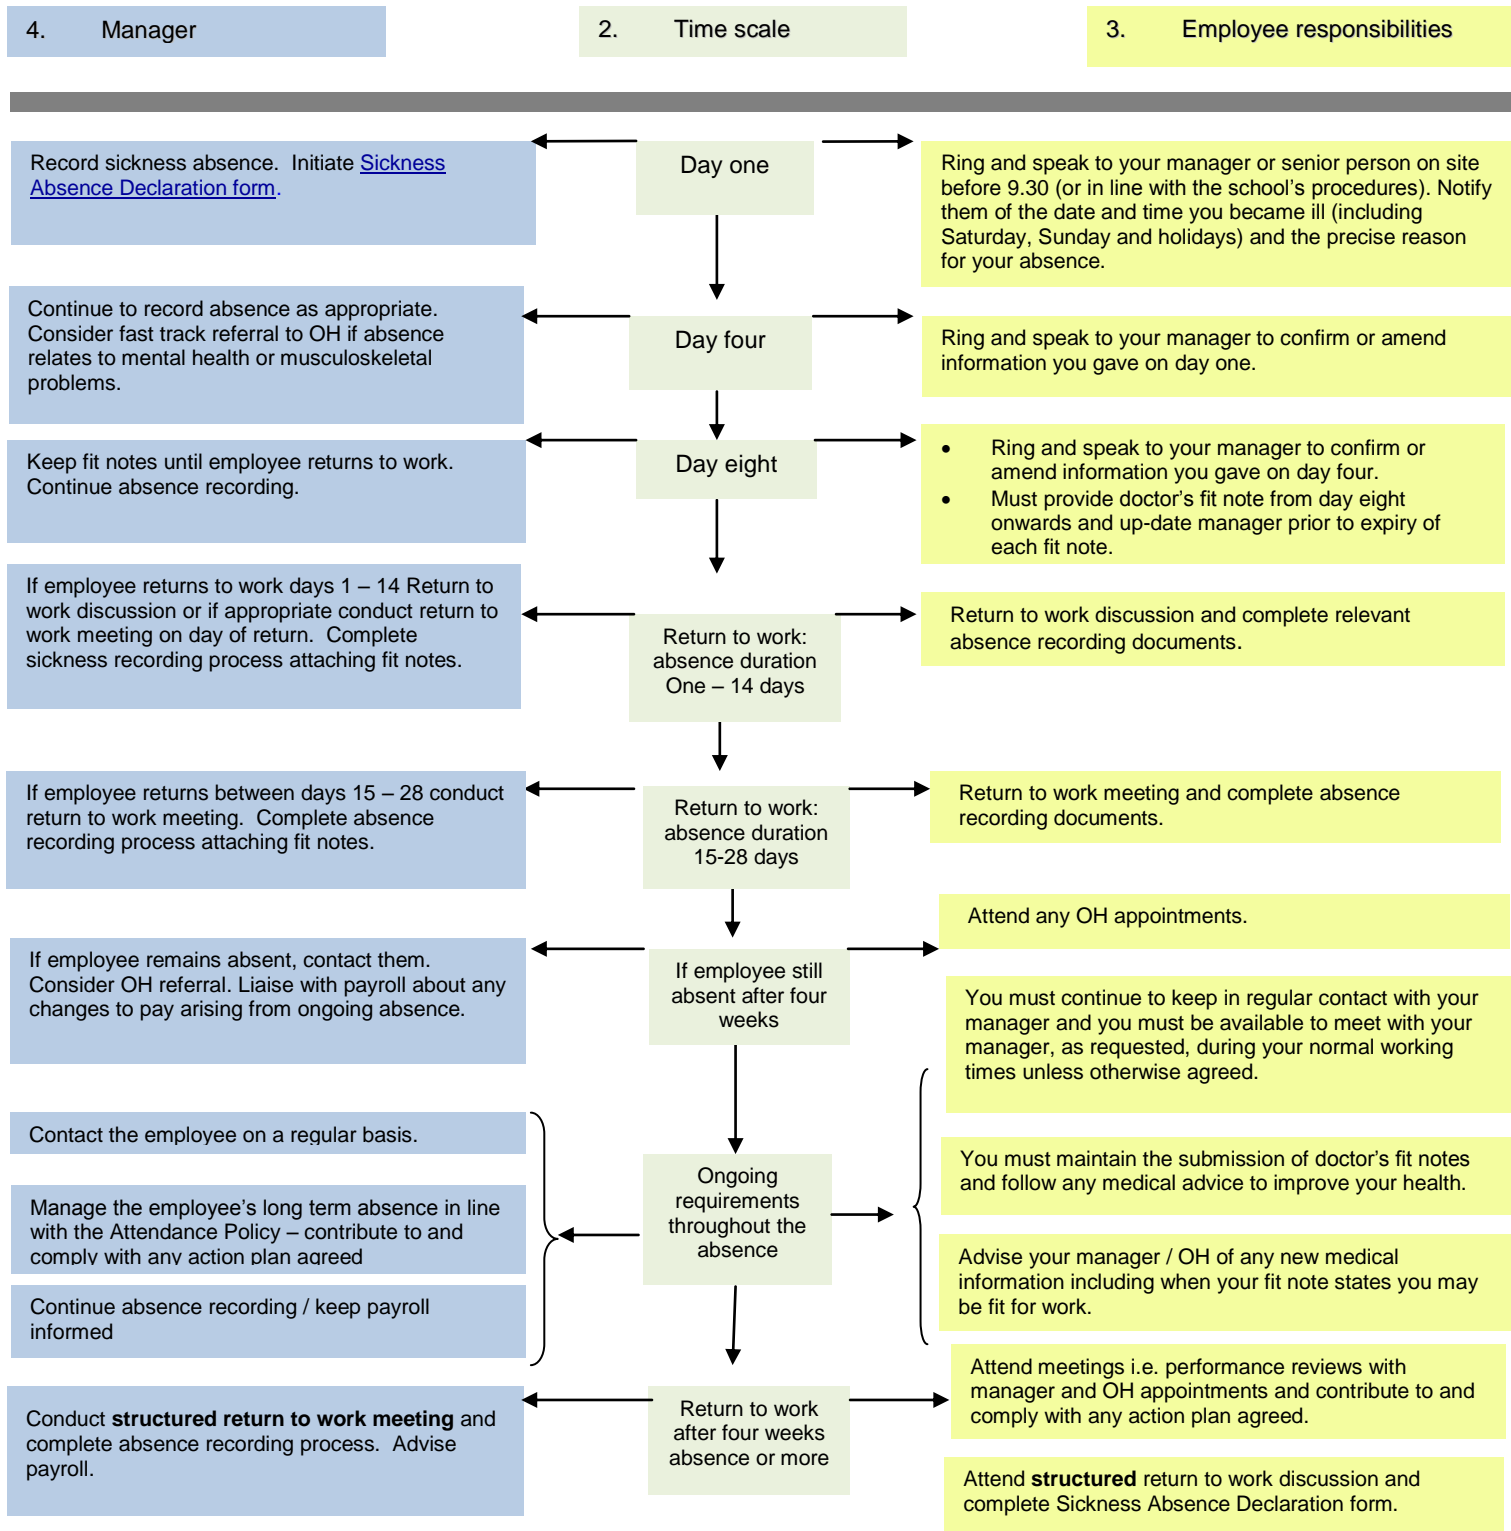 4. Manager
2. Time scale
3. Employee responsibilities
Record sickness absence. Initiate Sickness
Absence Declaration form.
Day one
Ring and speak to your manager or senior person on site
before 9.30 (or in line with the school’s procedures). Notify
them of the date and time you became ill (including
Saturday, Sunday and holidays) and the precise reason
for your absence.
Continue to record absence as appropriate.
Consider fast track referral to OH if absence
relates to mental health or musculoskeletal
problems.
Day four
Ring and speak to your manager to confirm or amend
information you gave on day one.
Keep fit notes until employee returns to work.
Continue absence recording.
Day eight
• Ring and speak to your manager to confirm or
amend information you gave on day four.
• Must provide doctor’s fit note from day eight
onwards and up-date manager prior to expiry of
each fit note.
If employee returns to work days 1 – 14 Return to
work discussion or if appropriate conduct return to
work meeting on day of return. Complete
sickness recording process attaching fit notes.
Return to work:
absence duration
One – 14 days
Return to work discussion and complete relevant
absence recording documents.
If employee returns between days 15 – 28 conduct
return to work meeting. Complete absence
recording process attaching fit notes.
Return to work:
absence duration
15-28 days
Return to work meeting and complete absence
recording documents.
If employee remains absent, contact them.
Consider OH referral. Liaise with payroll about any
changes to pay arising from ongoing absence.
If employee still
absent after four
weeks
Attend any OH appointments.
You must continue to keep in regular contact with your
manager and you must be available to meet with your
manager, as requested, during your normal working
times unless otherwise agreed.
Contact the employee on a regular basis.
Manage the employee’s long term absence in line
with the Attendance Policy – contribute to and
comply with any action plan agreed
Continue absence recording / keep payroll
informed
Ongoing
requirements
throughout the
absence
You must maintain the submission of doctor’s fit notes
and follow any medical advice to improve your health.
Advise your manager / OH of any new medical
information including when your fit note states you may
be fit for work.
Attend meetings i.e. performance reviews with
manager and OH appointments and contribute to and
comply with any action plan agreed.
Conduct structured return to work meeting and
complete absence recording process. Advise
payroll.
Return to work
after four weeks
absence or more
Attend structured return to work discussion and
complete Sickness Absence Declaration form.